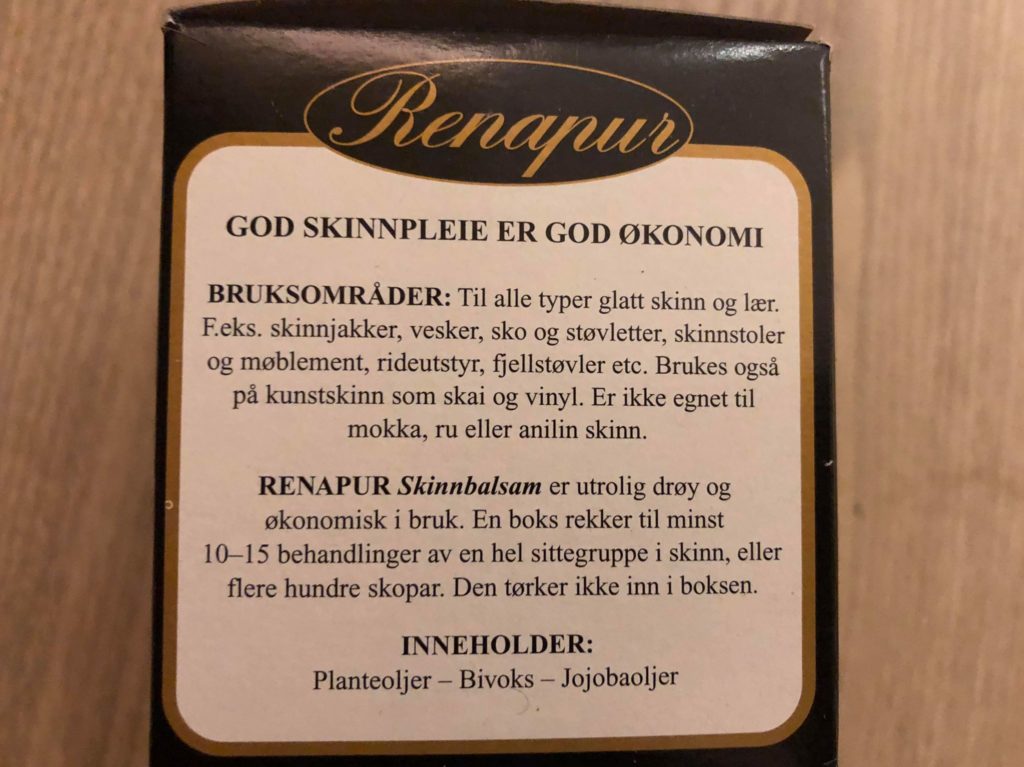 Renapur
GOD SKINNPLEIE ER GOD ØKONOMI
BRUKSOMRÅDER: Til alle typer glatt skinn og lær.
F.eks. skinnjakker, vesker, sko og støvletter, skinnstoler
og møblement, rideutstyr, fjellstøvler etc. Brukes også
på kunstskinn som skai og vinyl. Er ikke egnet til
mokka, ru eller anilin skinn.
RENAPUR Skinnbalsam er utrolig drøy og
økonomisk i bruk. En boks rekker til minst
10–15 behandlinger av en hel sittegruppe i skinn, eller
flere hundre skopar. Den tørker ikke inn i boksen.
INNEHOLDER:
Planteoljer – Bivoks – Jojobaoljer